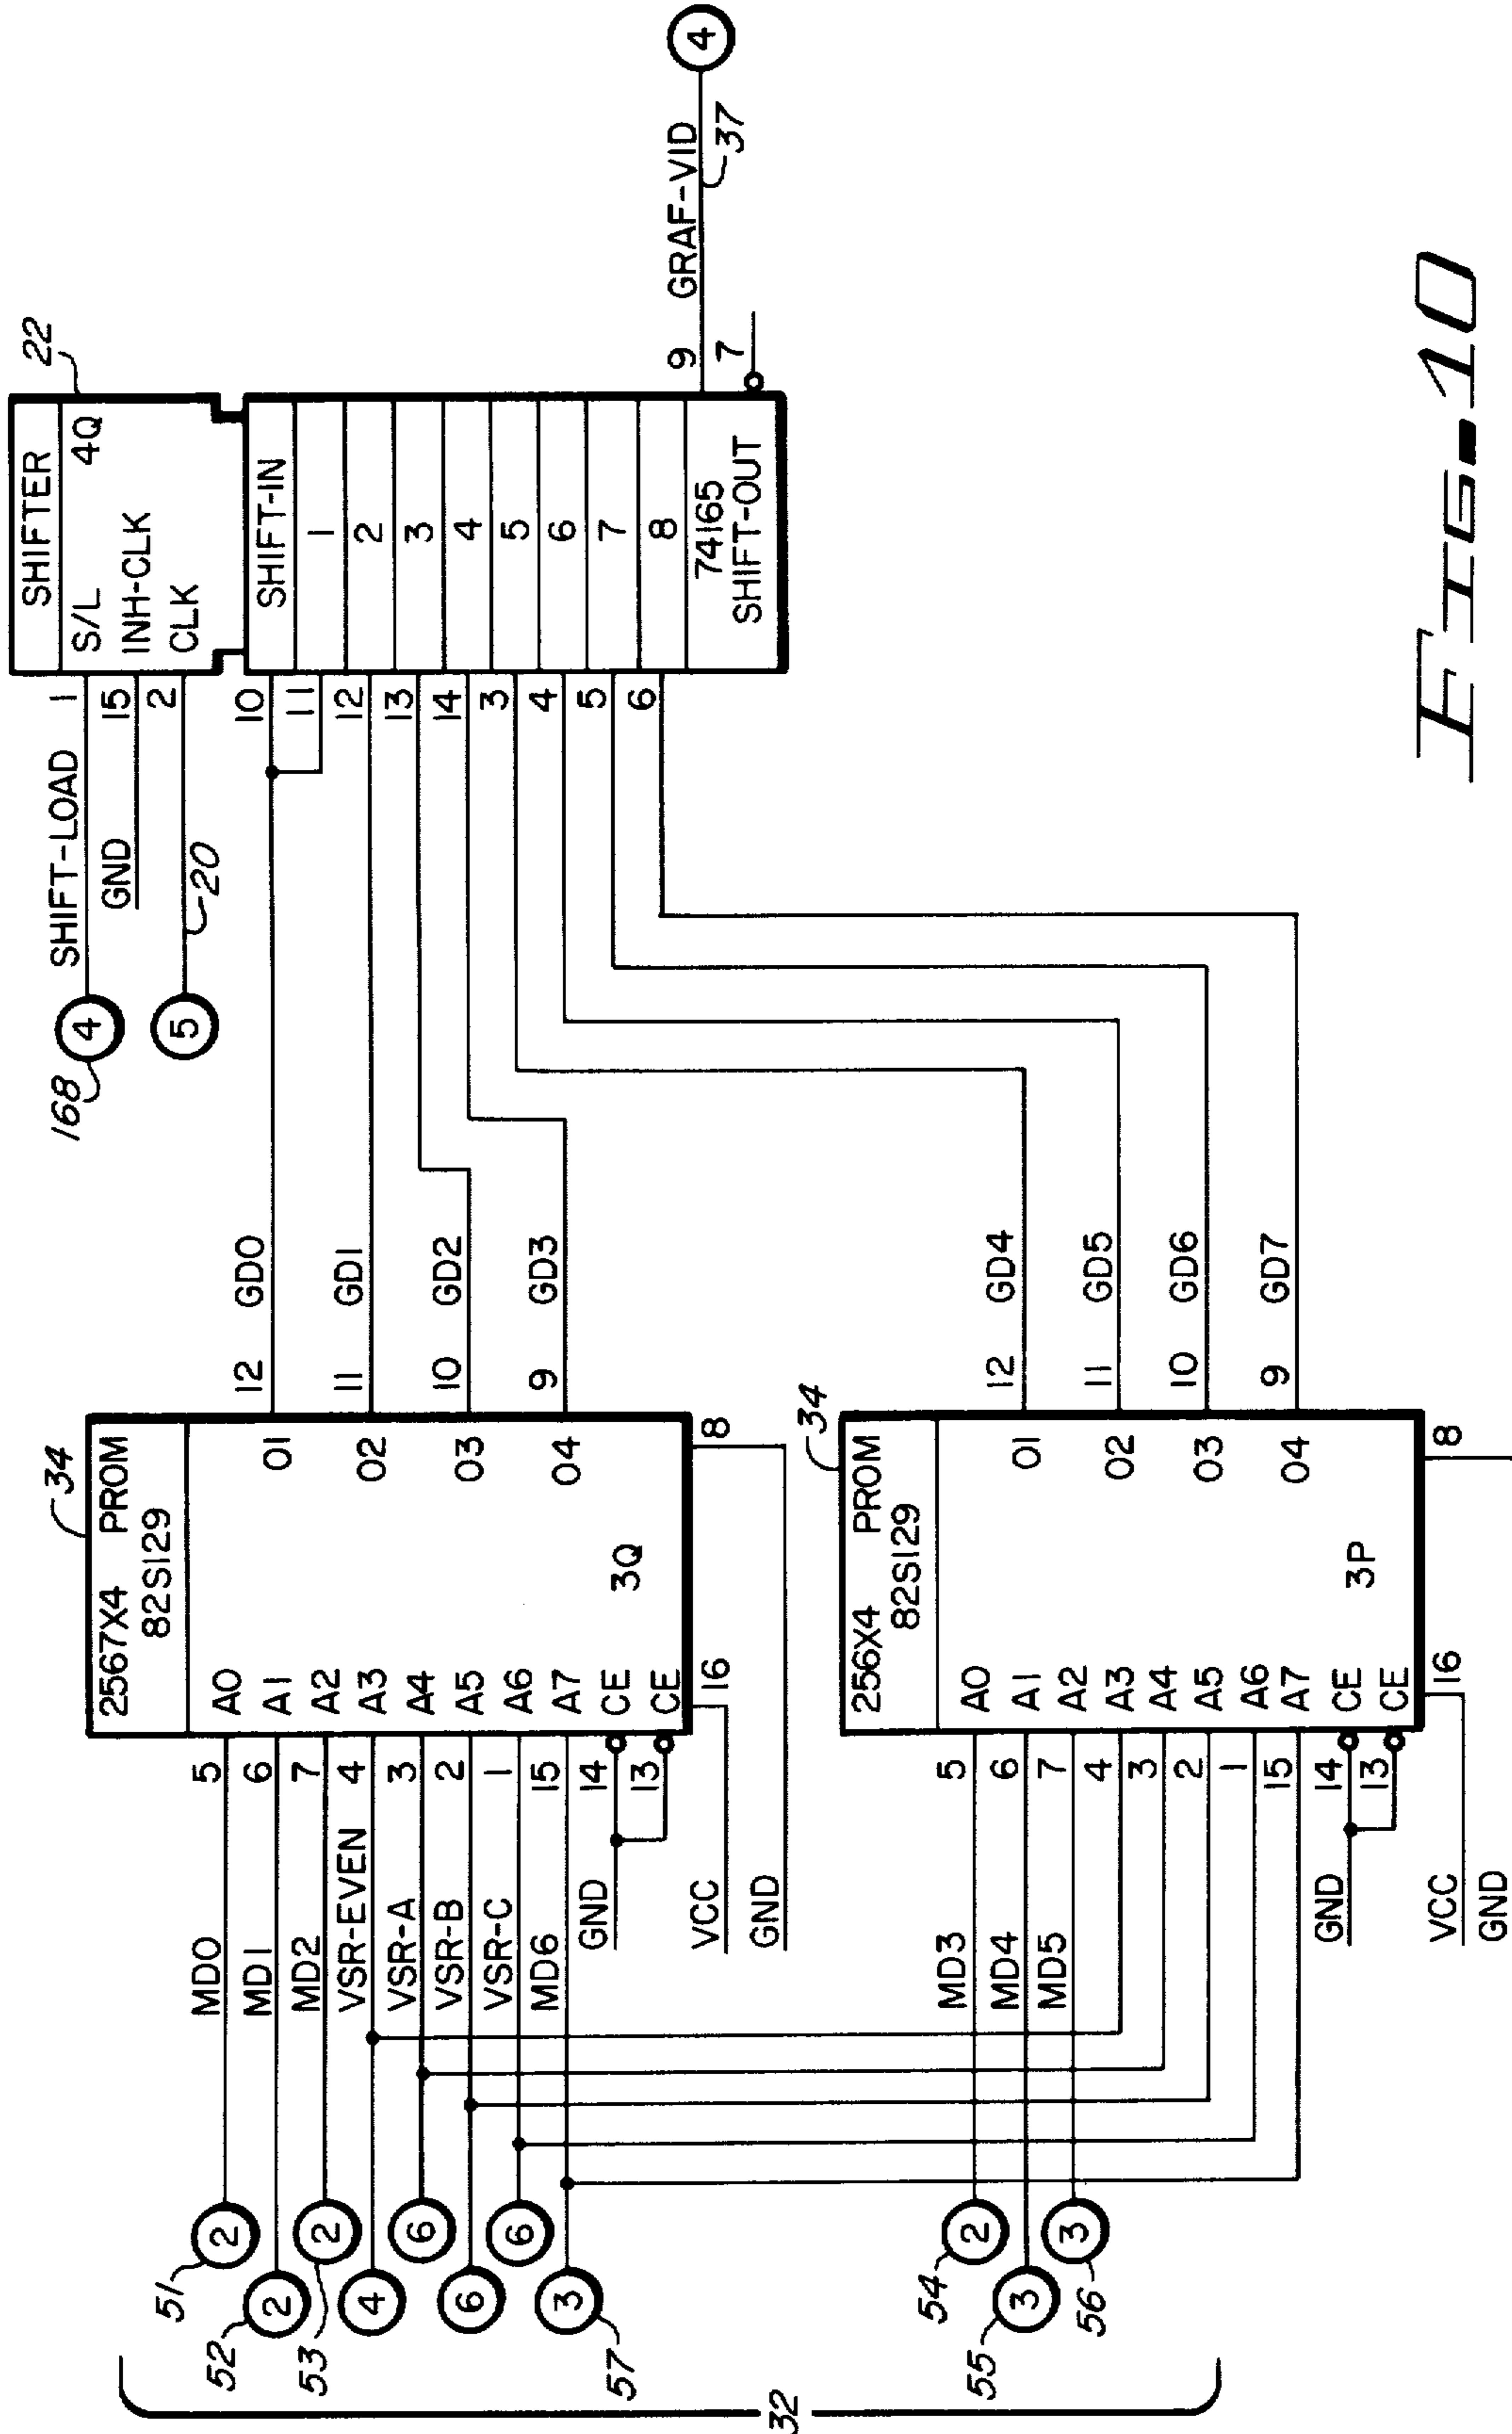 SHIFTER
22
S/L 4Q
INH-CLK
CLK
168
4
SHIFT-LOAD 1
GND 15
5
20
2
SHIFT-IN
1
2
3
4
5
6
7
8
74165
SHIFT-OUT
10
11
12
13
14
3
4
5
6
9 GRAF-VID
37
4
7
34
2567X4 PROM
82S129
A0
A1
A2
A3
A4
A5
A6
A7
CE
CE
O1
O2
O3
O4
3Q
12 GD0
11 GD1
10 GD2
9 GD3
8
16
51
2
MD0 5
52
2
MD1 6
53
2
MD2 7
4
VSR-EVEN 4
6
VSR-A 3
6
VSR-B 2
6
VSR-C 1
57
3
MD6 15
GND 14
13
VCC
GND
34
256X4 PROM
82S129
A0
A1
A2
A3
A4
A5
A6
A7
CE
CE
O1
O2
O3
O4
3P
12 GD4
11 GD5
10 GD6
9 GD7
8
16
54
2
MD3 5
55
3
MD4 6
56
3
MD5 7
4
3
2
1
15
GND 14
13
VCC
GND
32
FIG-10